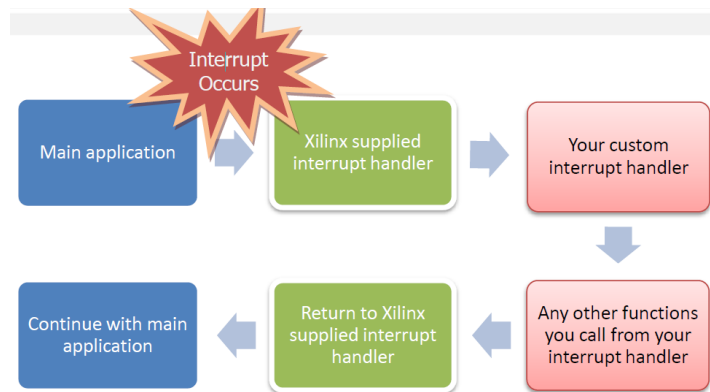 Interrupt
Occurs
Main application
Xilinx supplied
interrupt handler
Your custom
interrupt handler
Any other functions
you call from your
interrupt handler
Return to Xilinx
supplied interrupt
handler
Continue with main
application